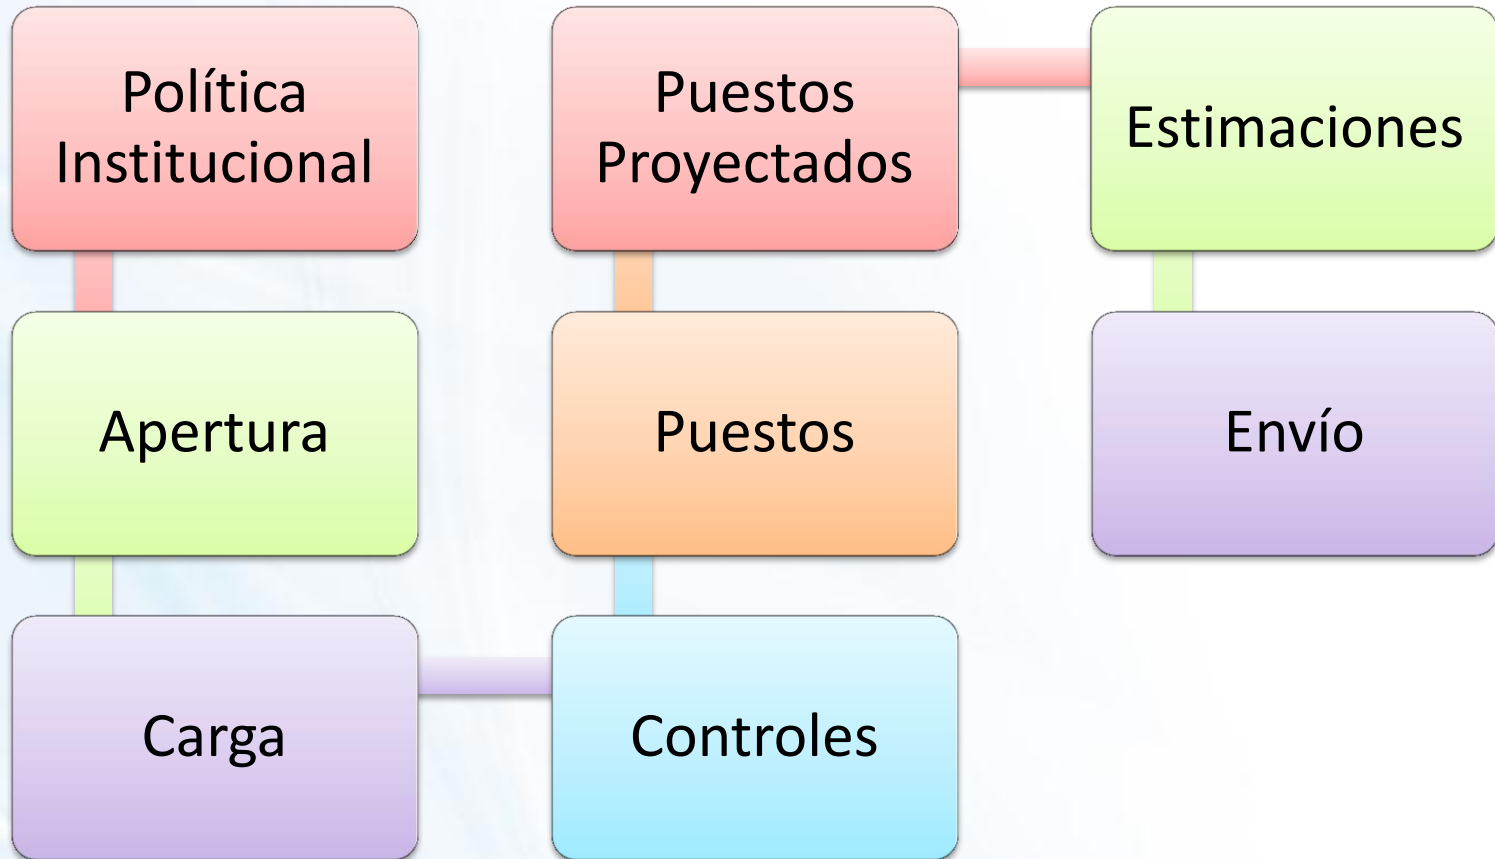 Política
Institucional
Apertura
Carga
Controles
Puestos
Puestos
Proyectados
Estimaciones
Envío